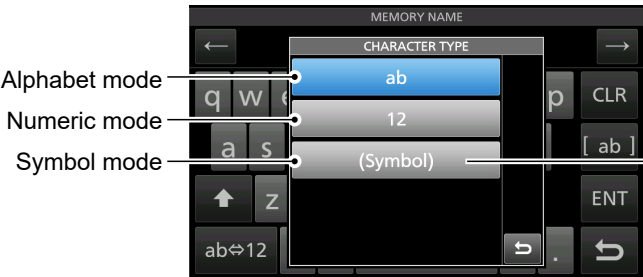 MEMORY NAME
← →
CHARACTER TYPE
Alphabet mode
ab
q w e p CLR
Numeric mode
12
a s [ ab ]
Symbol mode
(Symbol)
z ENT
ab⇔12 .